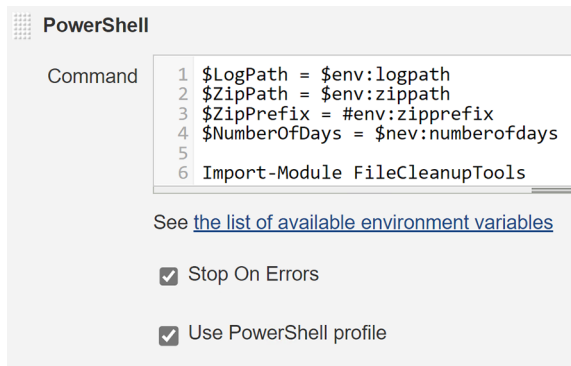 PowerShell
Command
1 $LogPath = $env:logpath
2 $ZipPath = $env:zippath
3 $ZipPrefix = #env:zipprefix
4 $NumberOfDays = $nev:numberofdays
5
6 Import-Module FileCleanupTools
See the list of available environment variables
Stop On Errors
Use PowerShell profile